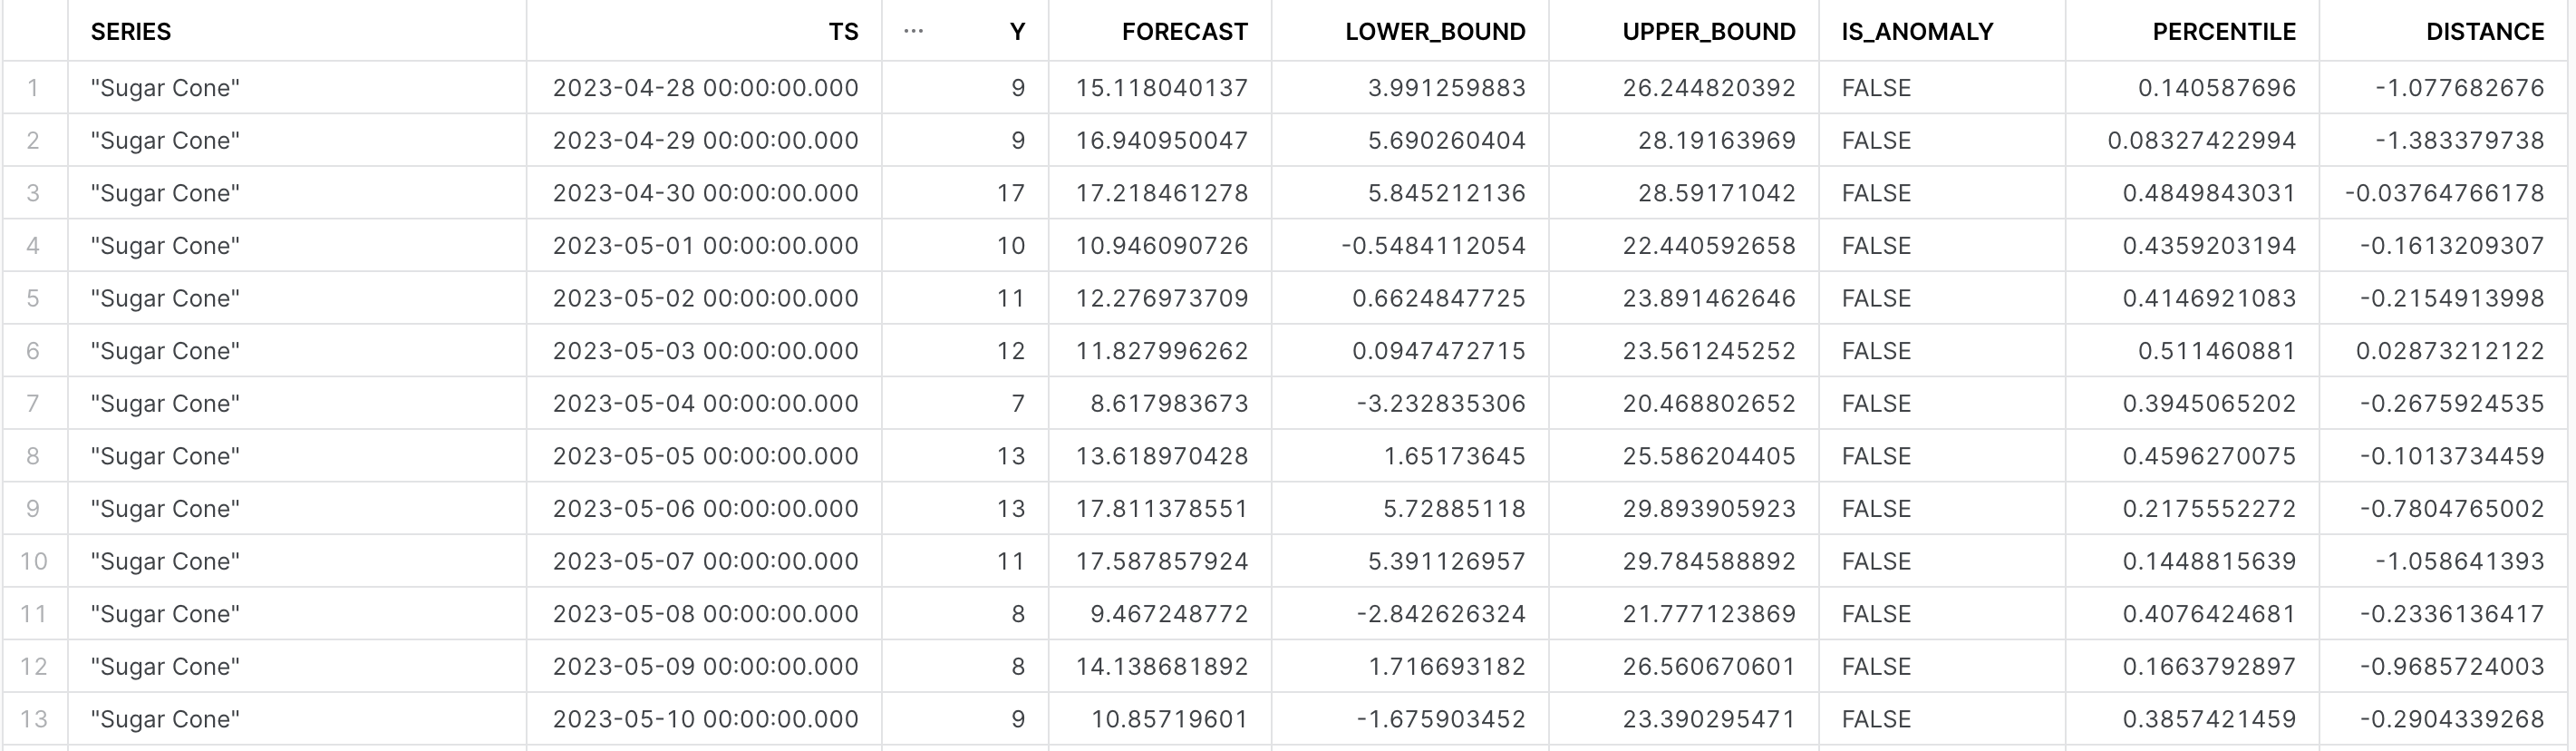 SERIES TS ··· Y FORECAST LOWER_BOUND UPPER_BOUND IS_ANOMALY PERCENTILE DISTANCE
1 "Sugar Cone" 2023-04-28 00:00:00.000 9 15.118040137 3.991259883 26.244820392 FALSE 0.140587696 -1.077682676
2 "Sugar Cone" 2023-04-29 00:00:00.000 9 16.940950047 5.690260404 28.19163969 FALSE 0.08327422994 -1.383379738
3 "Sugar Cone" 2023-04-30 00:00:00.000 17 17.218461278 5.845212136 28.59171042 FALSE 0.4849843031 -0.03764766178
4 "Sugar Cone" 2023-05-01 00:00:00.000 10 10.946090726 -0.5484112054 22.440592658 FALSE 0.4359203194 -0.1613209307
5 "Sugar Cone" 2023-05-02 00:00:00.000 11 12.276973709 0.6624847725 23.891462646 FALSE 0.4146921083 -0.2154913998
6 "Sugar Cone" 2023-05-03 00:00:00.000 12 11.827996262 0.0947472715 23.561245252 FALSE 0.511460881 0.02873212122
7 "Sugar Cone" 2023-05-04 00:00:00.000 7 8.617983673 -3.232835306 20.468802652 FALSE 0.3945065202 -0.2675924535
8 "Sugar Cone" 2023-05-05 00:00:00.000 13 13.618970428 1.65173645 25.586204405 FALSE 0.4596270075 -0.1013734459
9 "Sugar Cone" 2023-05-06 00:00:00.000 13 17.811378551 5.72885118 29.893905923 FALSE 0.2175552272 -0.7804765002
10 "Sugar Cone" 2023-05-07 00:00:00.000 11 17.587857924 5.391126957 29.784588892 FALSE 0.1448815639 -1.058641393
11 "Sugar Cone" 2023-05-08 00:00:00.000 8 9.467248772 -2.842626324 21.777123869 FALSE 0.4076424681 -0.2336136417
12 "Sugar Cone" 2023-05-09 00:00:00.000 8 14.138681892 1.716693182 26.560670601 FALSE 0.1663792897 -0.9685724003
13 "Sugar Cone" 2023-05-10 00:00:00.000 9 10.85719601 -1.675903452 23.390295471 FALSE 0.3857421459 -0.2904339268